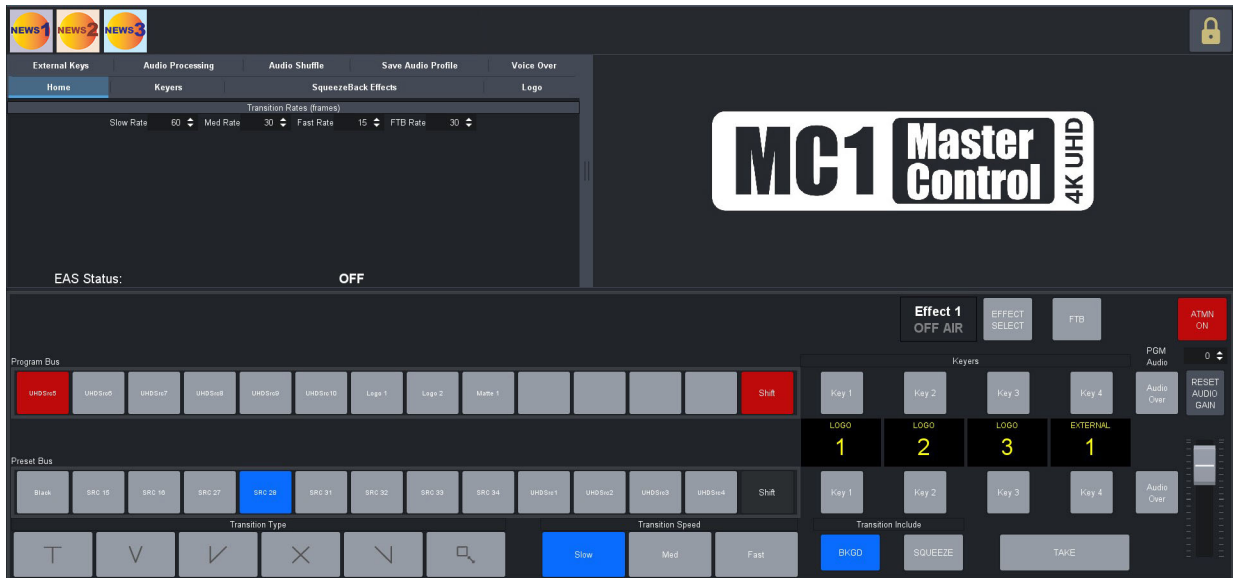 NEWS1 NEWS2 NEWS3
External Keys Audio Processing Audio Shuffle Save Audio Profile Voice Over
Home Keyers SqueezeBack Effects Logo
Transition Rates (frames)
Slow Rate 60 Med Rate 30 Fast Rate 15 FTB Rate 30
MC1 Master Control 4K UHD
EAS Status: OFF
Effect 1
OFF AIR
EFFECT SELECT
FTB
ATMN ON
Program Bus
Keyers
PGM Audio
0
UHDSrc5 UHDSrc6 UHDSrc7 UHDSrc8 UHDSrc9 UHDSrc10 Logo 1 Logo 2 Matte 1 Shift
Key 1 Key 2 Key 3 Key 4
Audio Over
RESET AUDIO GAIN
LOGO LOGO LOGO EXTERNAL
1 2 3 1
Preset Bus
Black SRC 15 SRC 16 SRC 27 SRC 28 SRC 31 SRC 32 SRC 33 SRC 34 UHDSrc1 UHDSrc2 UHDSrc3 UHDSrc4 Shift
Key 1 Key 2 Key 3 Key 4
Audio Over
Transition Type
Transition Speed
Transition Include
Slow Med Fast
BKGD SQUEEZE TAKE